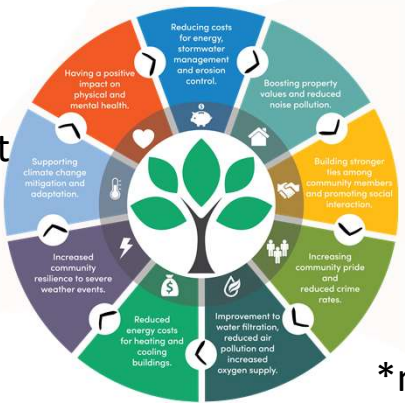 Reducing costs
for energy,
stormwater
management
and erosion
control.
Boosting property
values and reduced
noise pollution.
Building stronger
ties among
community members
and promoting social
interaction.
Increasing
community pride
and reduced crime
rates.
Improvement to
water filtration,
reduced air
pollution and
increased
oxygen supply.
Reduced
energy costs
for heating and
cooling
buildings.
Increased
community
resilience to severe
weather events.
Supporting
climate change
mitigation and
adaptation.
Having a positive
impact on
physical and
mental health.
t
*r